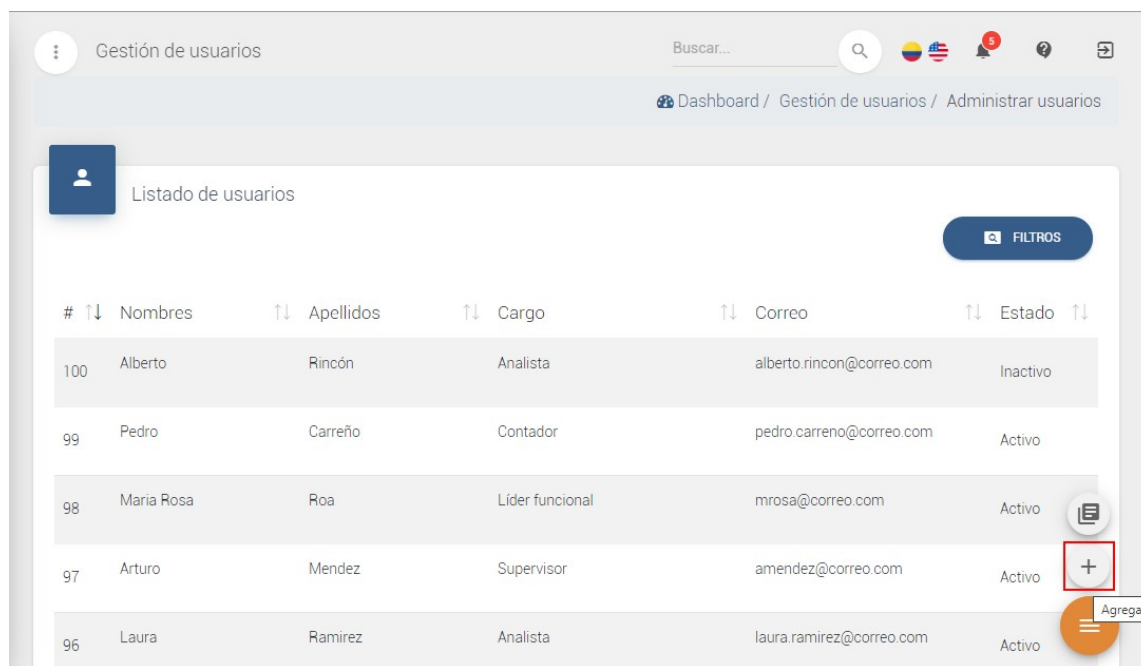 Gestión de usuarios
Buscar...
5
Dashboard / Gestión de usuarios / Administrar usuarios
Listado de usuarios
FILTROS
# Nombres Apellidos Cargo Correo Estado
100 Alberto Rincón Analista alberto.rincon@correo.com Inactivo
99 Pedro Carreño Contador pedro.carreno@correo.com Activo
98 Maria Rosa Roa Líder funcional mrosa@correo.com Activo
97 Arturo Mendez Supervisor amendez@correo.com Activo
Agrega
96 Laura Ramirez Analista laura.ramirez@correo.com Activo